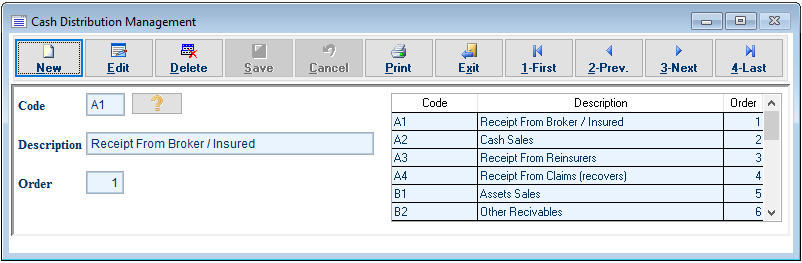 Cash Distribution Management
New Edit Delete Save Cancel Print Exit 1-First 2-Prev. 3-Next 4-Last
Code A1 ?
Description Receipt From Broker / Insured
Order 1
Code Description Order
A1 Receipt From Broker / Insured 1
A2 Cash Sales 2
A3 Receipt From Reinsurers 3
A4 Receipt From Claims (recovers) 4
B1 Assets Sales 5
B2 Other Recivables 6